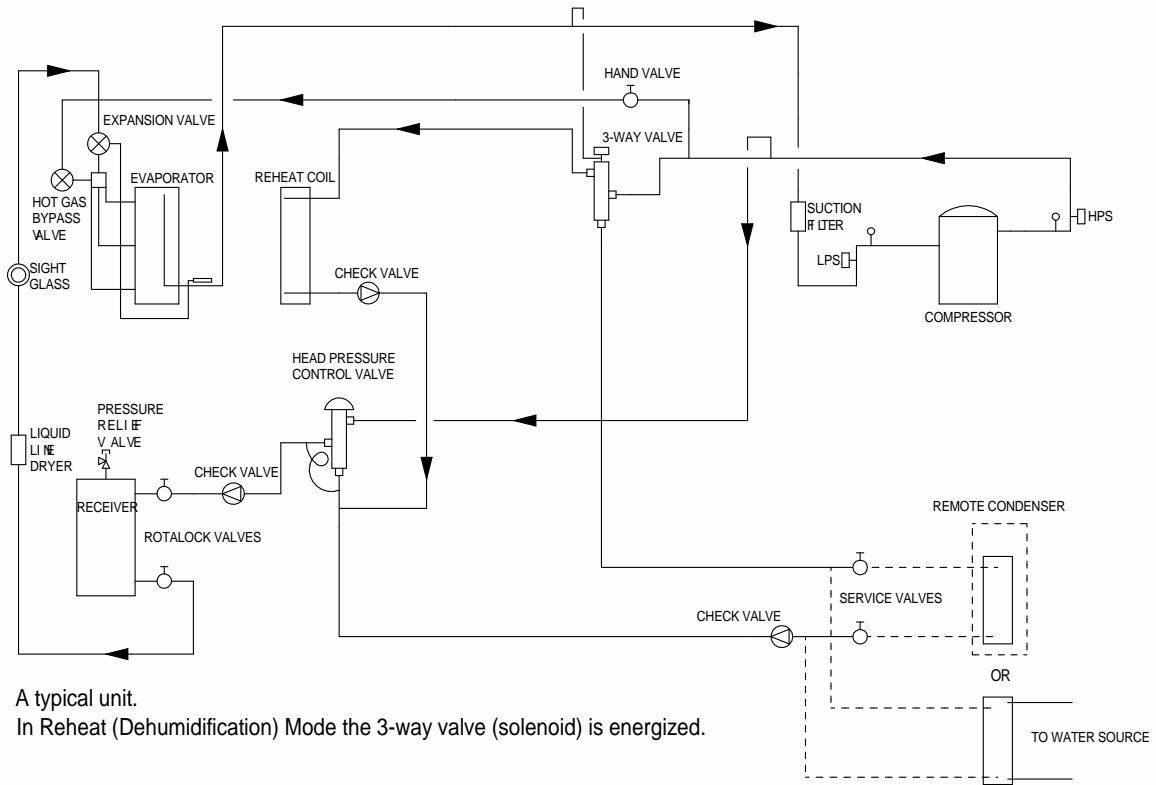 HAND VALVE
EXPANSION VALVE
3-WAY VALVE
EVAPORATOR
REHEAT COIL
HOT GAS
BYPASS
VALVE
SUCTION
FILTER
HPS
LPS
SIGHT
GLASS
CHECK VALVE
COMPRESSOR
HEAD PRESSURE
CONTROL VALVE
PRESSURE
RELIEF
VALVE
LIQUID
LINE
DRYER
CHECK VALVE
RECEIVER
ROTALOCK VALVES
REMOTE CONDENSER
SERVICE VALVES
CHECK VALVE
OR
A typical unit.
In Reheat (Dehumidification) Mode the 3-way valve (solenoid) is energized.
TO WATER SOURCE